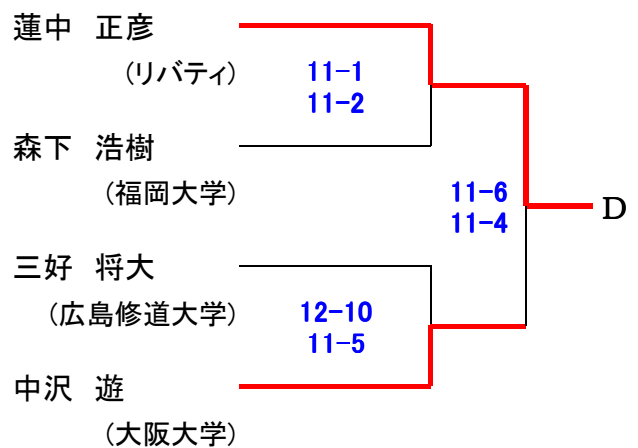 蓮中 正彦
(リバティ)
11-1
11-2
森下 浩樹
(福岡大学)
11-6
11-4
D
三好 将大
(広島修道大学)
12-10
11-5
中沢 遊
(大阪大学)